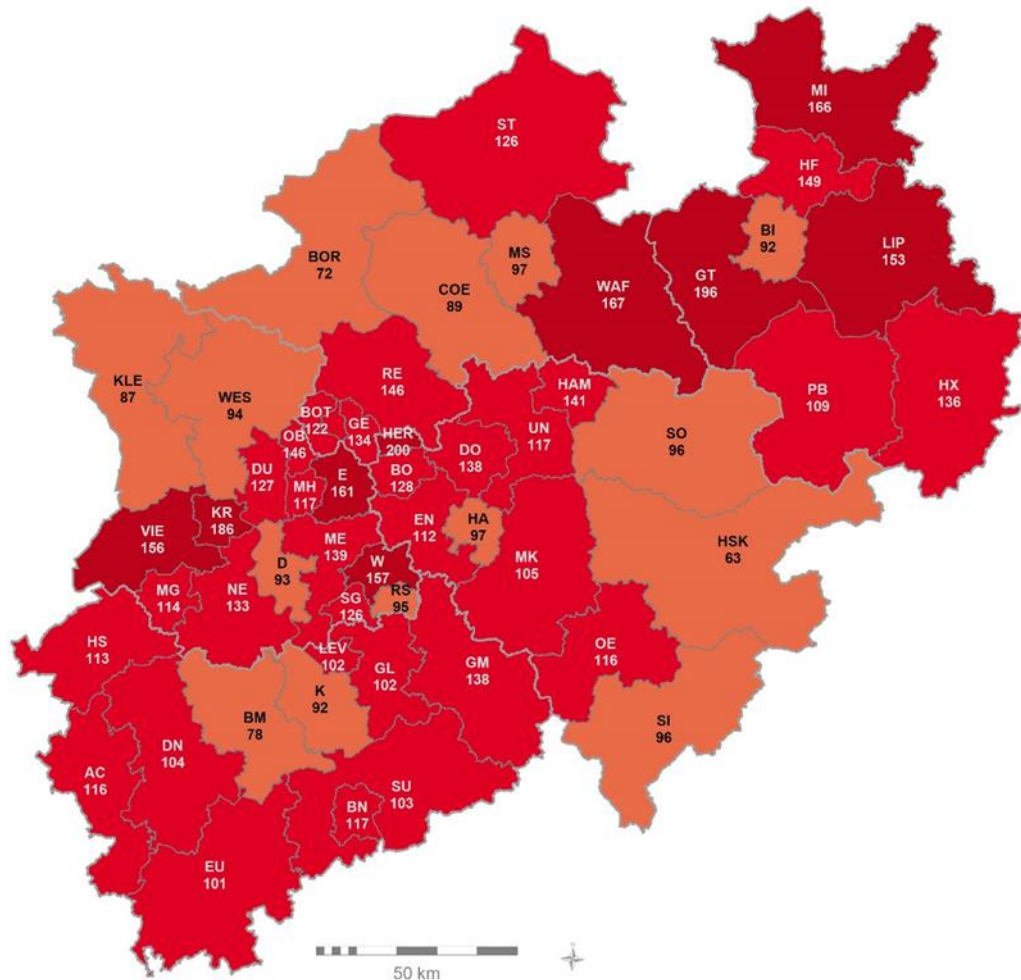 MI
166
ST
126
HF
149
BI
92
LIP
153
MS
97
BOR
72
COE
89
GT
196
WAF
167
KLE
87
WES
94
RE
146
HAM
141
PB
109
HX
136
BOT
122
GE
134
HER
200
UN
117
SO
96
OB
146
DO
138
DU
127
MH
117
E
161
BO
128
KR
186
VIE
156
EN
112
HA
97
HSK
63
ME
139
D
93
W
157
MK
105
MG
114
NE
133
SG
126
RS
95
HS
113
LEV
102
GL
102
GM
138
OE
116
K
92
BM
78
SI
96
DN
104
AC
116
SU
103
BN
117
EU
101
50 km